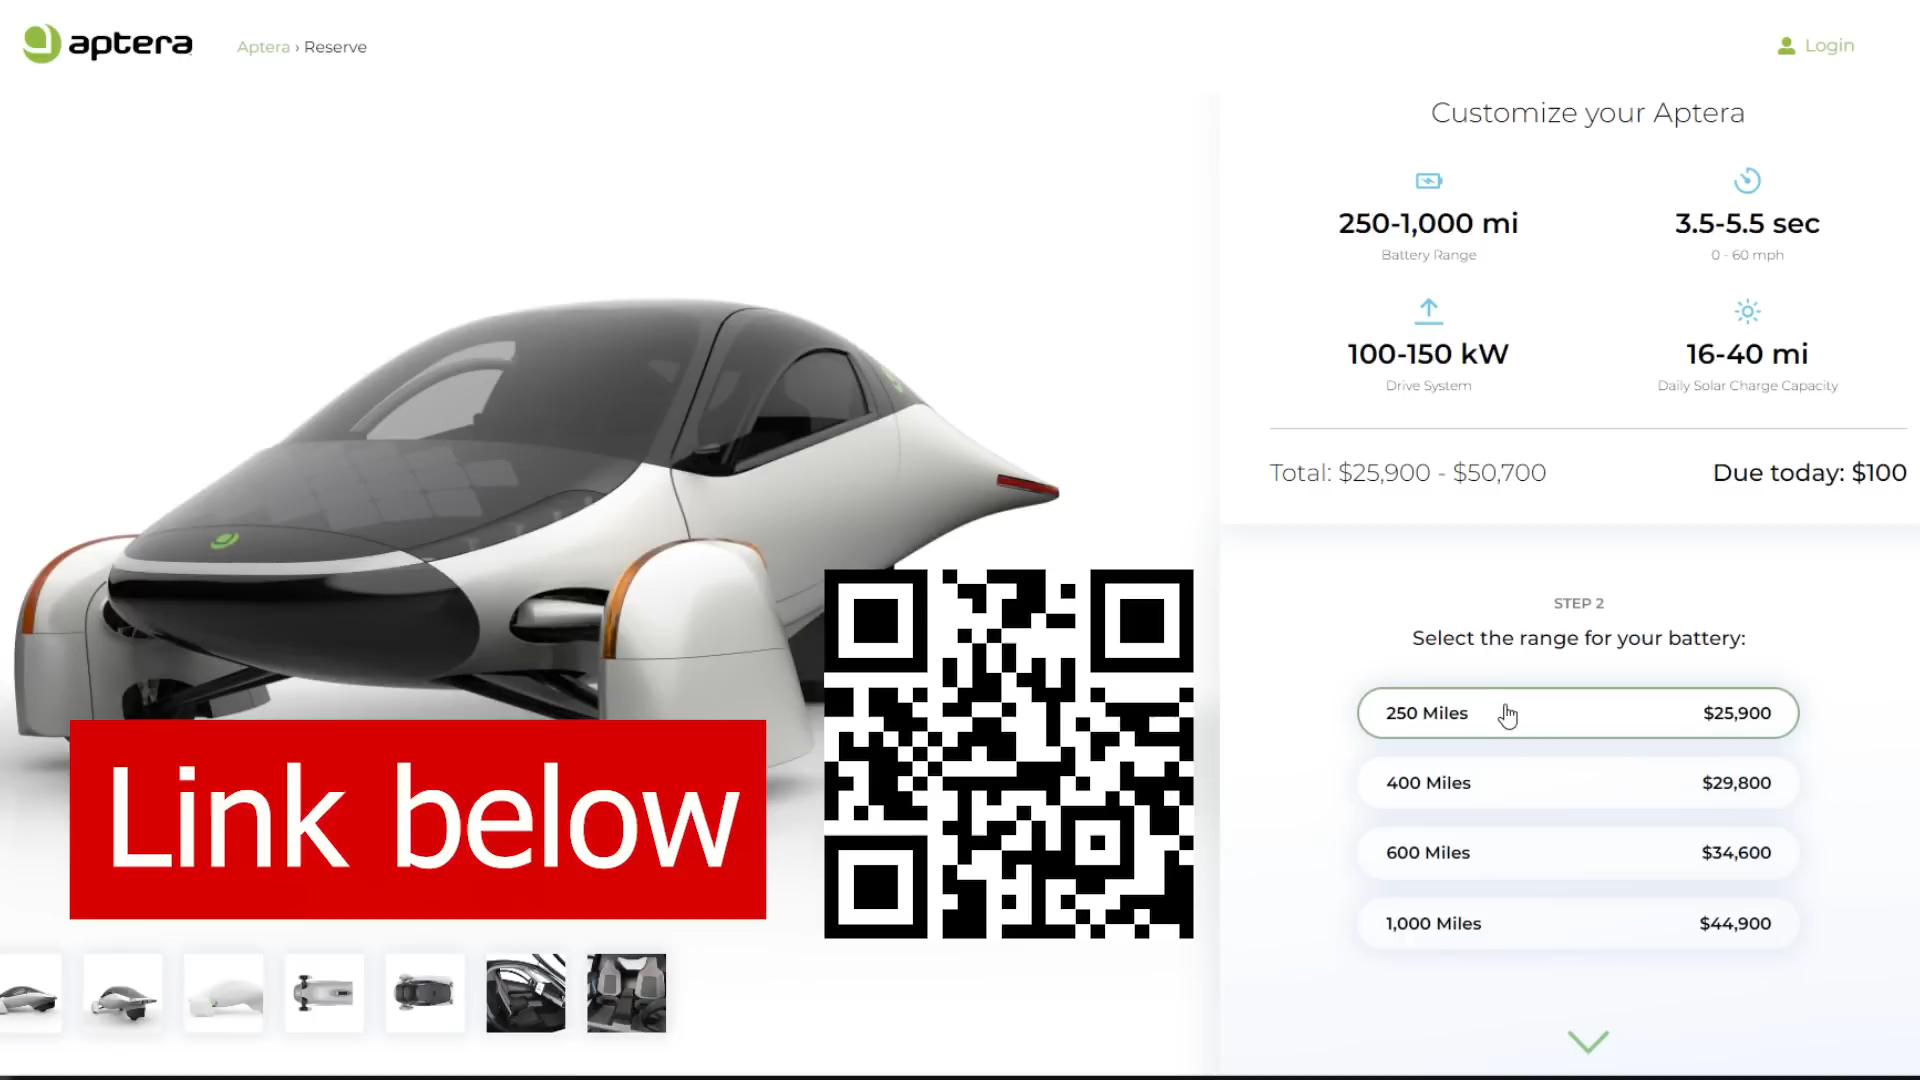 aptera
Aptera › Reserve
Login
Customize your Aptera
250-1,000 mi
Battery Range
3.5-5.5 sec
0 - 60 mph
100-150 kW
Drive System
16-40 mi
Daily Solar Charge Capacity
Total: $25,900 - $50,700
Due today: $100
STEP 2
Select the range for your battery:
250 Miles $25,900
400 Miles $29,800
600 Miles $34,600
1,000 Miles $44,900
Link below